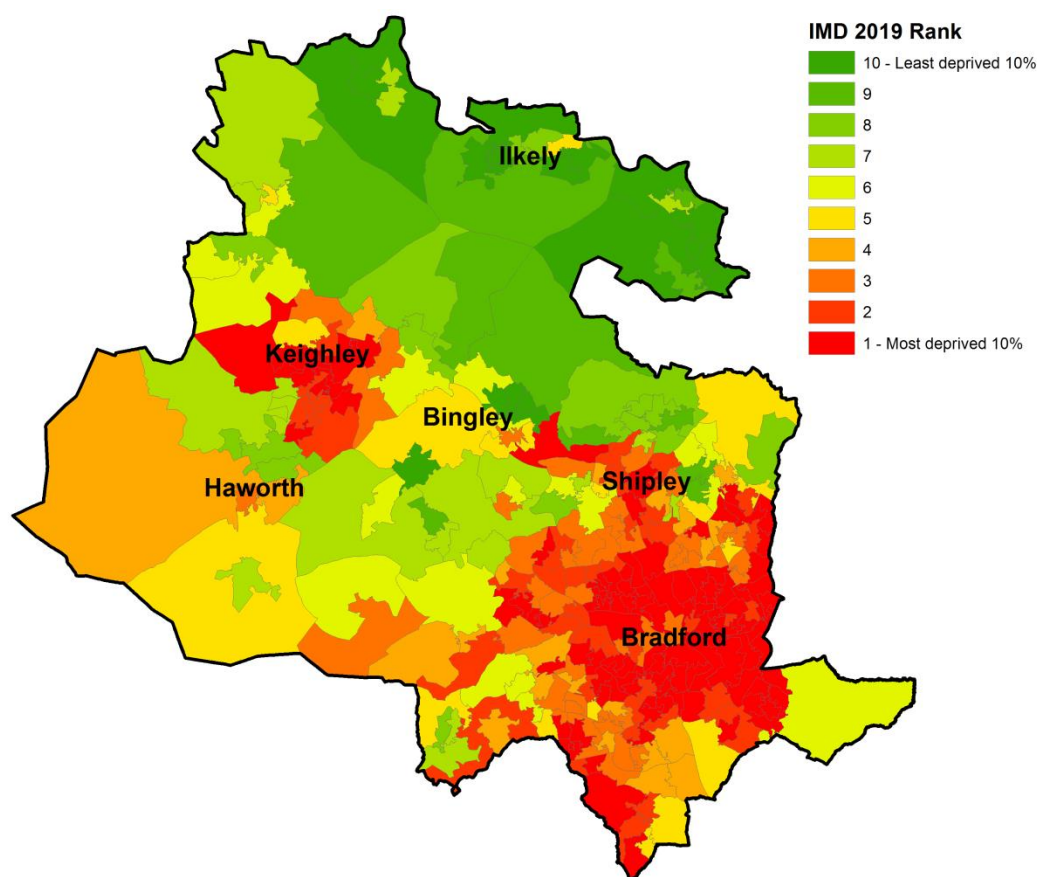 IMD 2019 Rank
10 - Least deprived 10%
9
8
7
6
5
4
3
2
1 - Most deprived 10%
Ilkely
Keighley
Bingley
Haworth
Shipley
Bradford